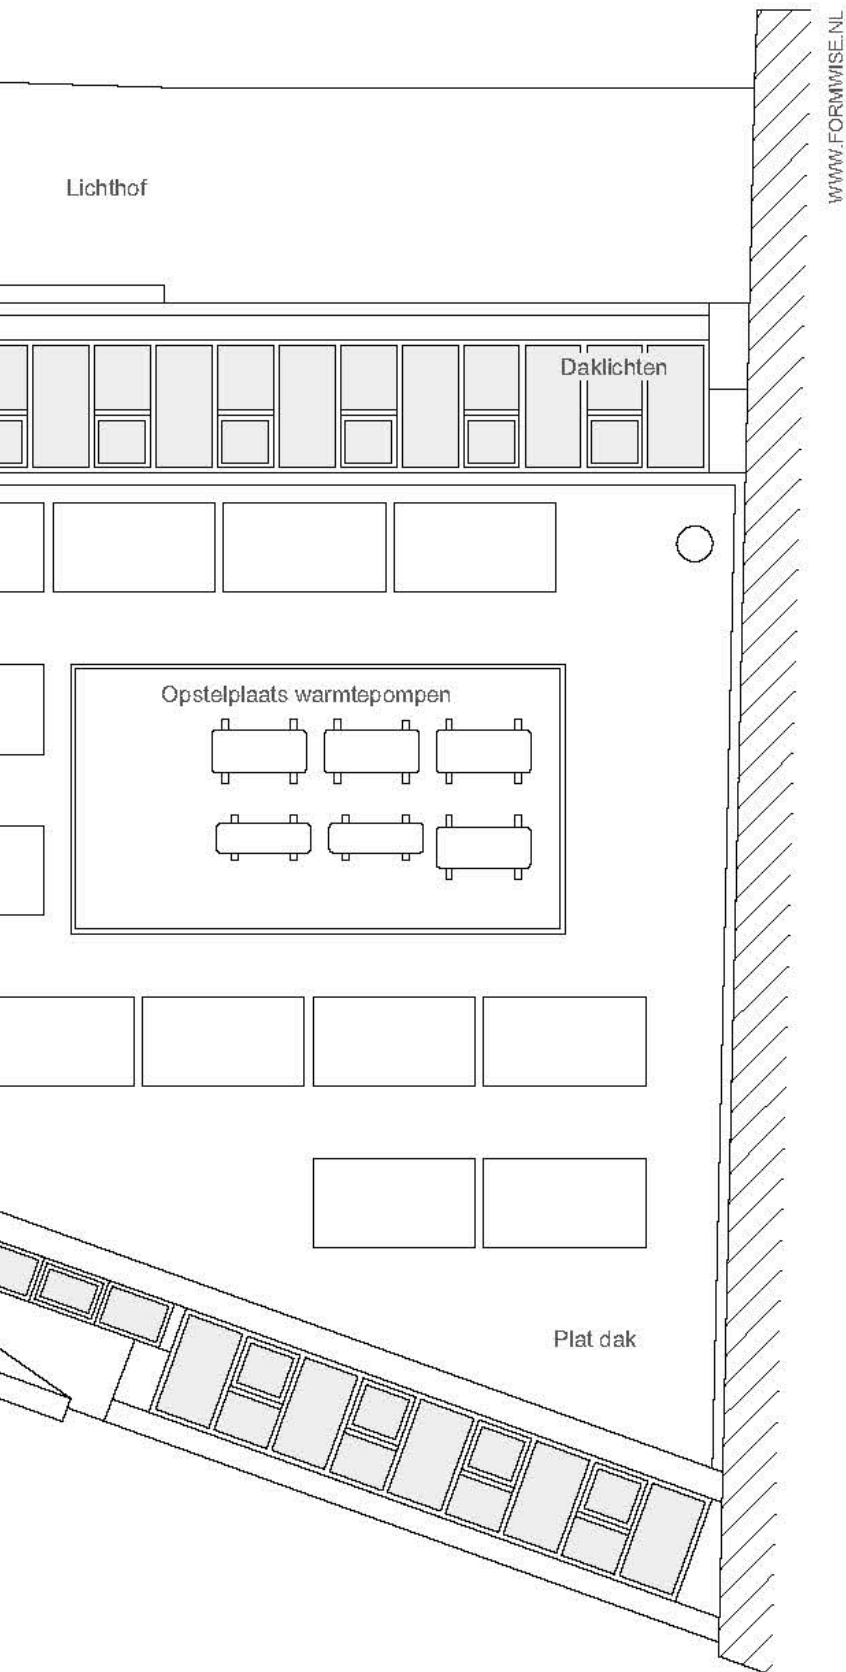 WWW.FORMWISE.NL
Lichthof
Daklichten
Opstelplaats warmtepompen
Plat dak